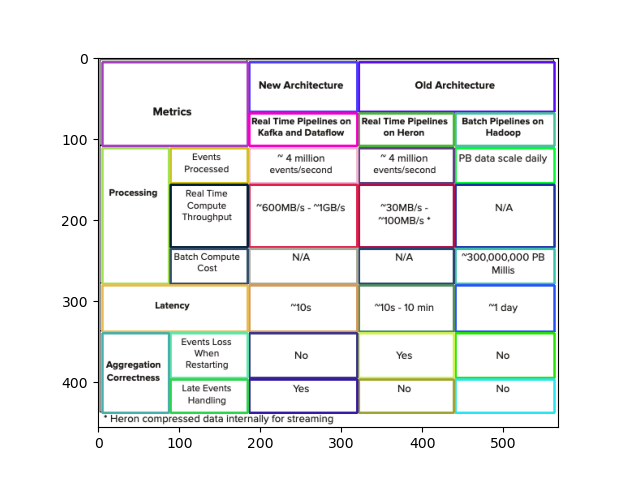 0
100
200
300
400
0
100
200
300
400
500
Metrics
New Architecture
Old Architecture
Real Time Pipelines on
Kafka and Dataflow
Real Time Pipelines
on Heron
Batch Pipelines on
Hadoop
Processing
Events
Processed
~ 4 million
events/second
~ 4 million
events/second
PB data scale daily
Real Time
Compute
Throughput
~600MB/s - ~1GB/s
~30MB/s -
~100MB/s *
N/A
Batch Compute
Cost
N/A
N/A
~300,000,000 PB
Millis
Latency
~10s
~10s - 10 min
~1 day
Aggregation
Correctness
Events Loss
When
Restarting
No
Yes
No
Late Events
Handling
Yes
No
No
* Heron compressed data internally for streaming